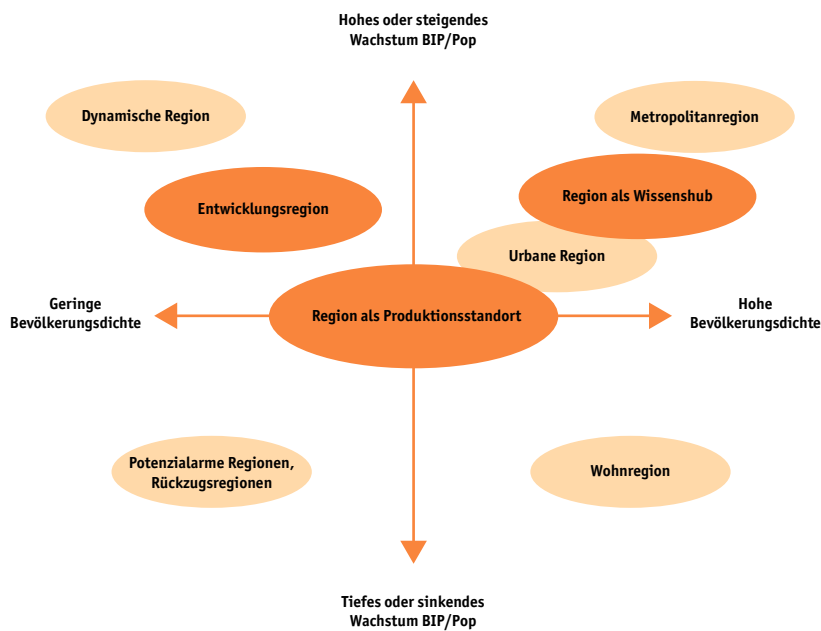 Hohes oder steigendes
Wachstum BIP/Pop
Dynamische Region
Metropolitanregion
Entwicklungsregion
Region als Wissenshub
Urbane Region
Geringe
Bevölkerungsdichte
Region als Produktionsstandort
Hohe
Bevölkerungsdichte
Potenzialarme Regionen,
Rückzugsregionen
Wohnregion
Tiefes oder sinkendes
Wachstum BIP/Pop